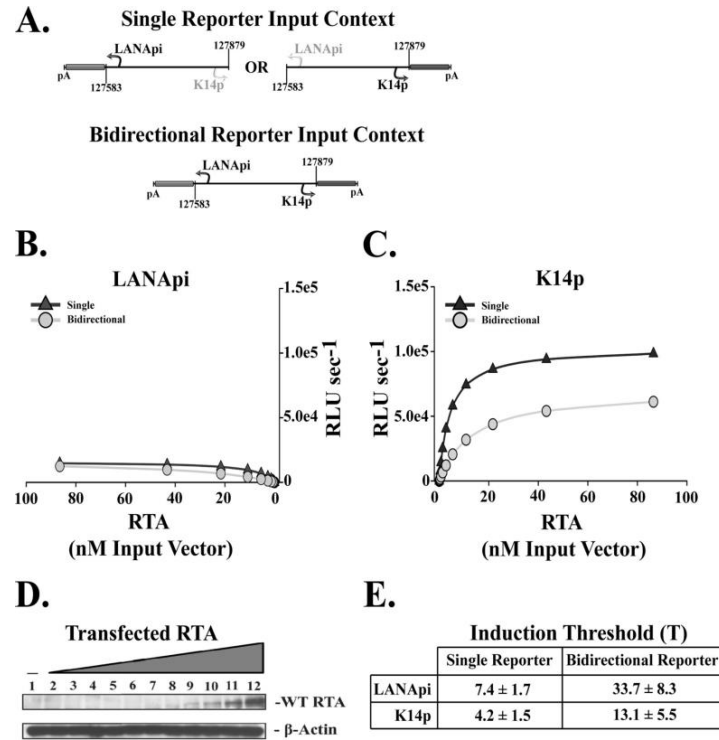 A.
Single Reporter Input Context
LANApi
127879
LANApi
127879
pA
127583
K14p
OR
127583
K14p
pA
Bidirectional Reporter Input Context
LANApi
127879
pA
127583
K14p
pA
B.
LANApi
Single
Bidirectional
1.5e5
1.0e5
5.0e4
0
RLU sec-1
100 80 60 40 20 0
RTA
(nM Input Vector)
C.
K14p
Single
Bidirectional
1.5e5
1.0e5
5.0e4
0
RLU sec-1
0 20 40 60 80 100
RTA
(nM Input Vector)
D.
Transfected RTA
–
1 2 3 4 5 6 7 8 9 10 11 12
-WT RTA
- β-Actin
E.
Induction Threshold (T)
Single Reporter Bidirectional Reporter
LANApi 7.4 ± 1.7 33.7 ± 8.3
K14p 4.2 ± 1.5 13.1 ± 5.5